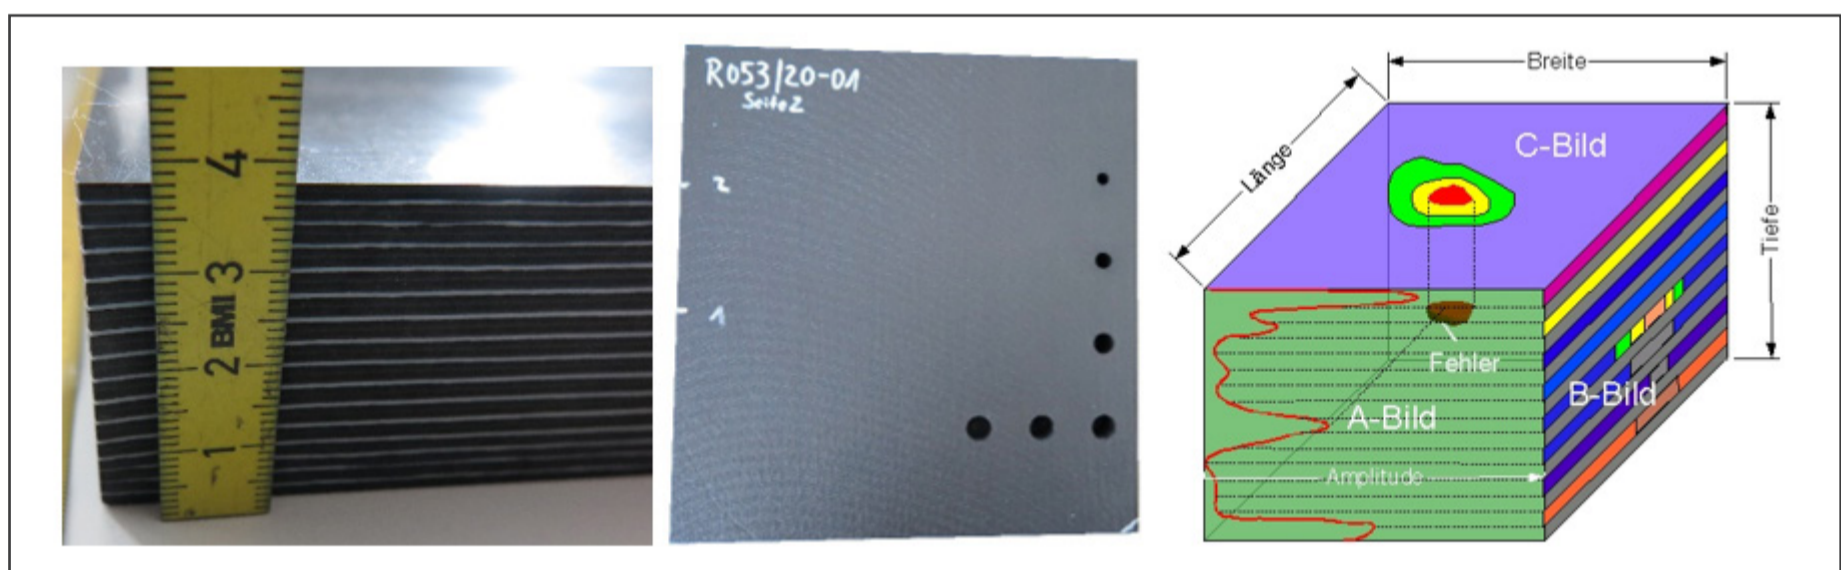 4
3
BMI
2
1
R053/20-01
Seite 2
2
1
Breite
Länge
C-Bild
Tiefe
Fehler
B-Bild
A-Bild
Amplitude